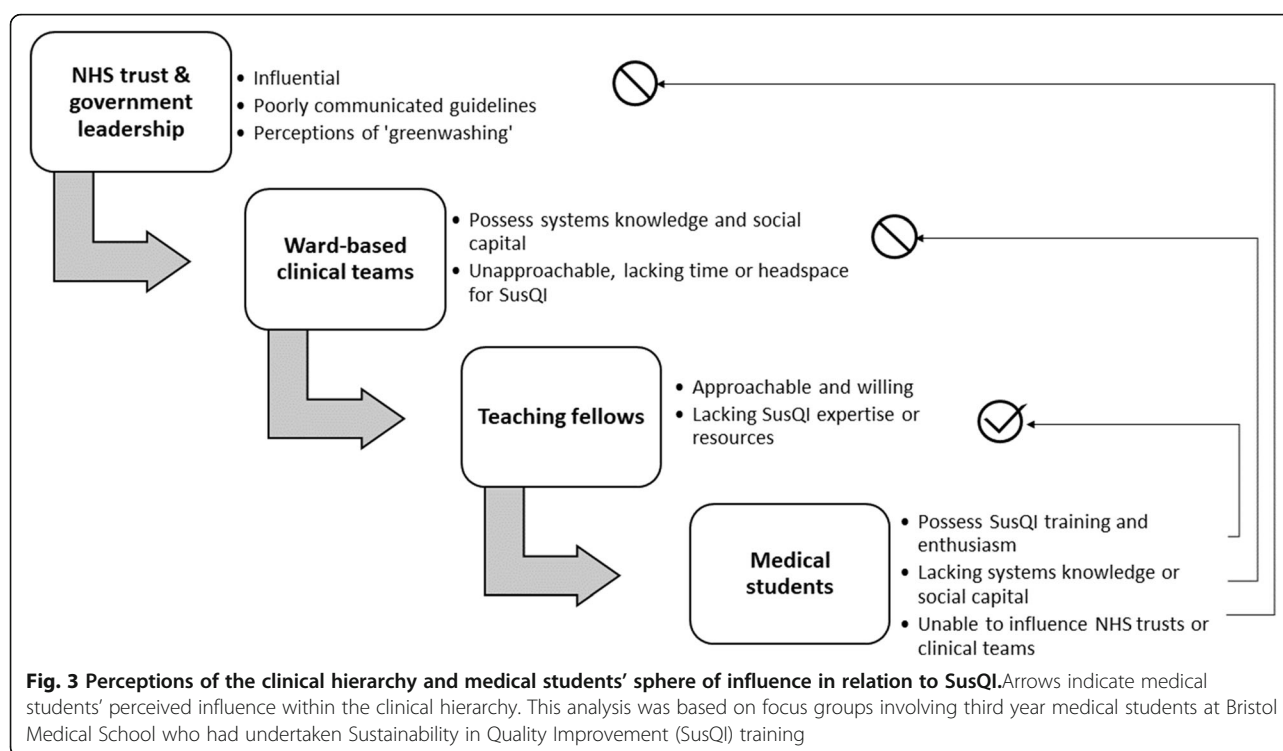 NHS trust &
government
leadership
• Influential
• Poorly communicated guidelines
• Perceptions of 'greenwashing'
Ward-based
clinical teams
• Possess systems knowledge and social
capital
• Unapproachable, lacking time or headspace
for SusQI
Teaching fellows
• Approachable and willing
• Lacking SusQI expertise or
resources
Medical
students
• Possess SusQI training and
enthusiasm
• Lacking systems knowledge or
social capital
• Unable to influence NHS trusts or
clinical teams
Fig. 3 Perceptions of the clinical hierarchy and medical students' sphere of influence in relation to SusQI.Arrows indicate medical
students' perceived influence within the clinical hierarchy. This analysis was based on focus groups involving third year medical students at Bristol
Medical School who had undertaken Sustainability in Quality Improvement (SusQI) training